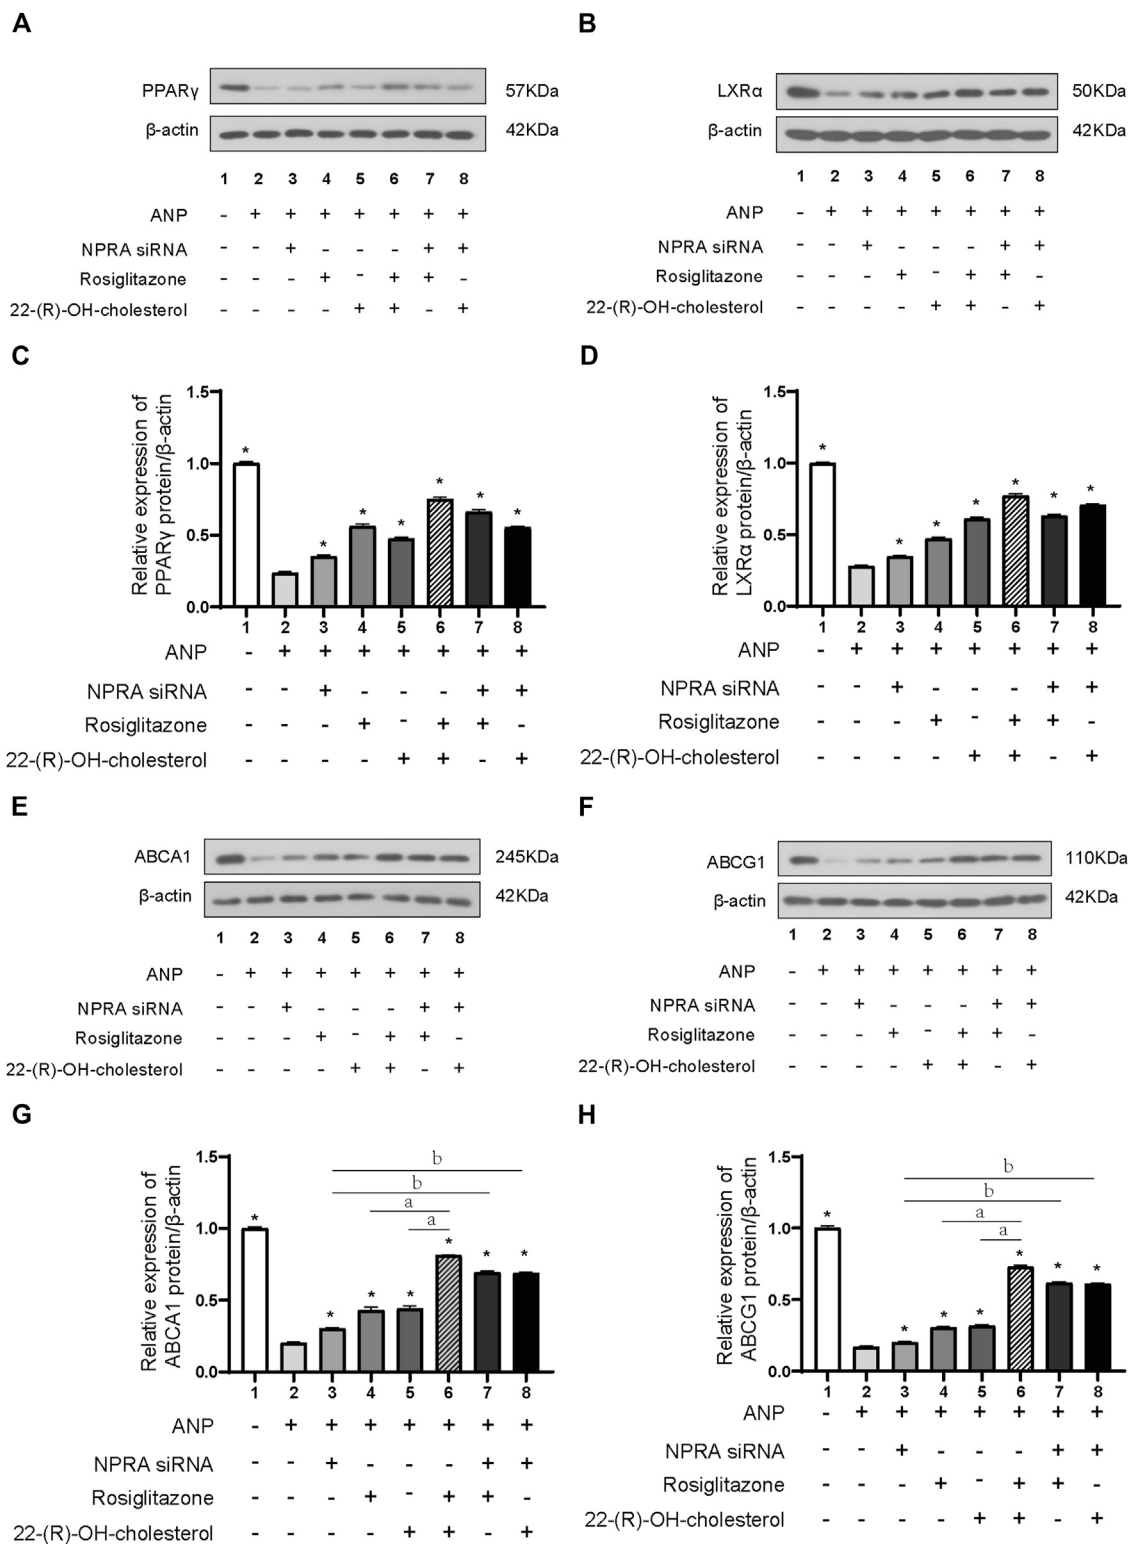 A
PPARγ 57KDa
β-actin 42KDa
1 2 3 4 5 6 7 8
ANP - + + + + + + +
NPRA siRNA - - + - - - + +
Rosiglitazone - - - + - + + -
22-(R)-OH-cholesterol - - - - + + - +
B
LXRα 50KDa
β-actin 42KDa
1 2 3 4 5 6 7 8
ANP - + + + + + + +
NPRA siRNA - - + - - - + +
Rosiglitazone - - - + - + + -
22-(R)-OH-cholesterol - - - - + + - +
C
Relative expression of
PPARγ protein/β-actin
1.5
1.0
0.5
0.0
* * * * * * *
1 2 3 4 5 6 7 8
ANP - + + + + + + +
NPRA siRNA - - + - - - + +
Rosiglitazone - - - + - + + -
22-(R)-OH-cholesterol - - - - + + - +
D
Relative expression of
LXRα protein/β-actin
1.5
1.0
0.5
0.0
* * * * * * *
1 2 3 4 5 6 7 8
ANP - + + + + + + +
NPRA siRNA - - + - - - + +
Rosiglitazone - - - + - + + -
22-(R)-OH-cholesterol - - - - + + - +
E
ABCA1 245KDa
β-actin 42KDa
1 2 3 4 5 6 7 8
ANP - + + + + + + +
NPRA siRNA - - + - - - + +
Rosiglitazone - - - + - + + -
22-(R)-OH-cholesterol - - - - + + - +
F
ABCG1 110KDa
β-actin 42KDa
1 2 3 4 5 6 7 8
ANP - + + + + + + +
NPRA siRNA - - + - - - + +
Rosiglitazone - - - + - + + -
22-(R)-OH-cholesterol - - - - + + - +
G
Relative expression of
ABCA1 protein/β-actin
1.5
1.0
0.5
0.0
b
b
a
a
* * * * * * *
1 2 3 4 5 6 7 8
ANP - + + + + + + +
NPRA siRNA - - + - - - + +
Rosiglitazone - - - + - + + -
22-(R)-OH-cholesterol - - - - + + - +
H
Relative expression of
ABCG1 protein/β-actin
1.5
1.0
0.5
0.0
b
b
a
a
* * * * * * *
1 2 3 4 5 6 7 8
ANP - + + + + + + +
NPRA siRNA - - + - - - + +
Rosiglitazone - - - + - + + -
22-(R)-OH-cholesterol - - - - + + - +